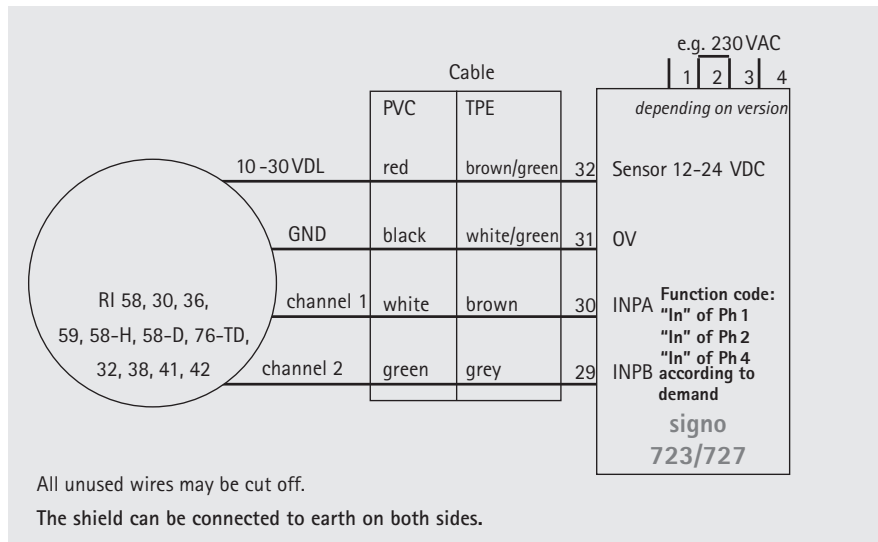 e.g. 230 VAC
1 2 3 4
Cable
PVC TPE
depending on version
10 -30 VDL red brown/green 32 Sensor 12-24 VDC
GND black white/green 31 0V
RI 58, 30, 36,
59, 58-H, 58-D, 76-TD,
32, 38, 41, 42
channel 1 white brown 30 INPA
channel 2 green grey 29 INPB
Function code:
“In” of Ph 1
“In” of Ph 2
“In” of Ph 4
according to
demand
signo
723/727
All unused wires may be cut off.
The shield can be connected to earth on both sides.